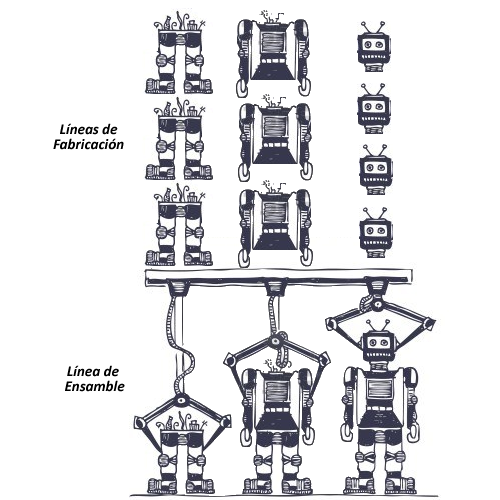 Líneas de
Fabricación
Línea de
Ensamble